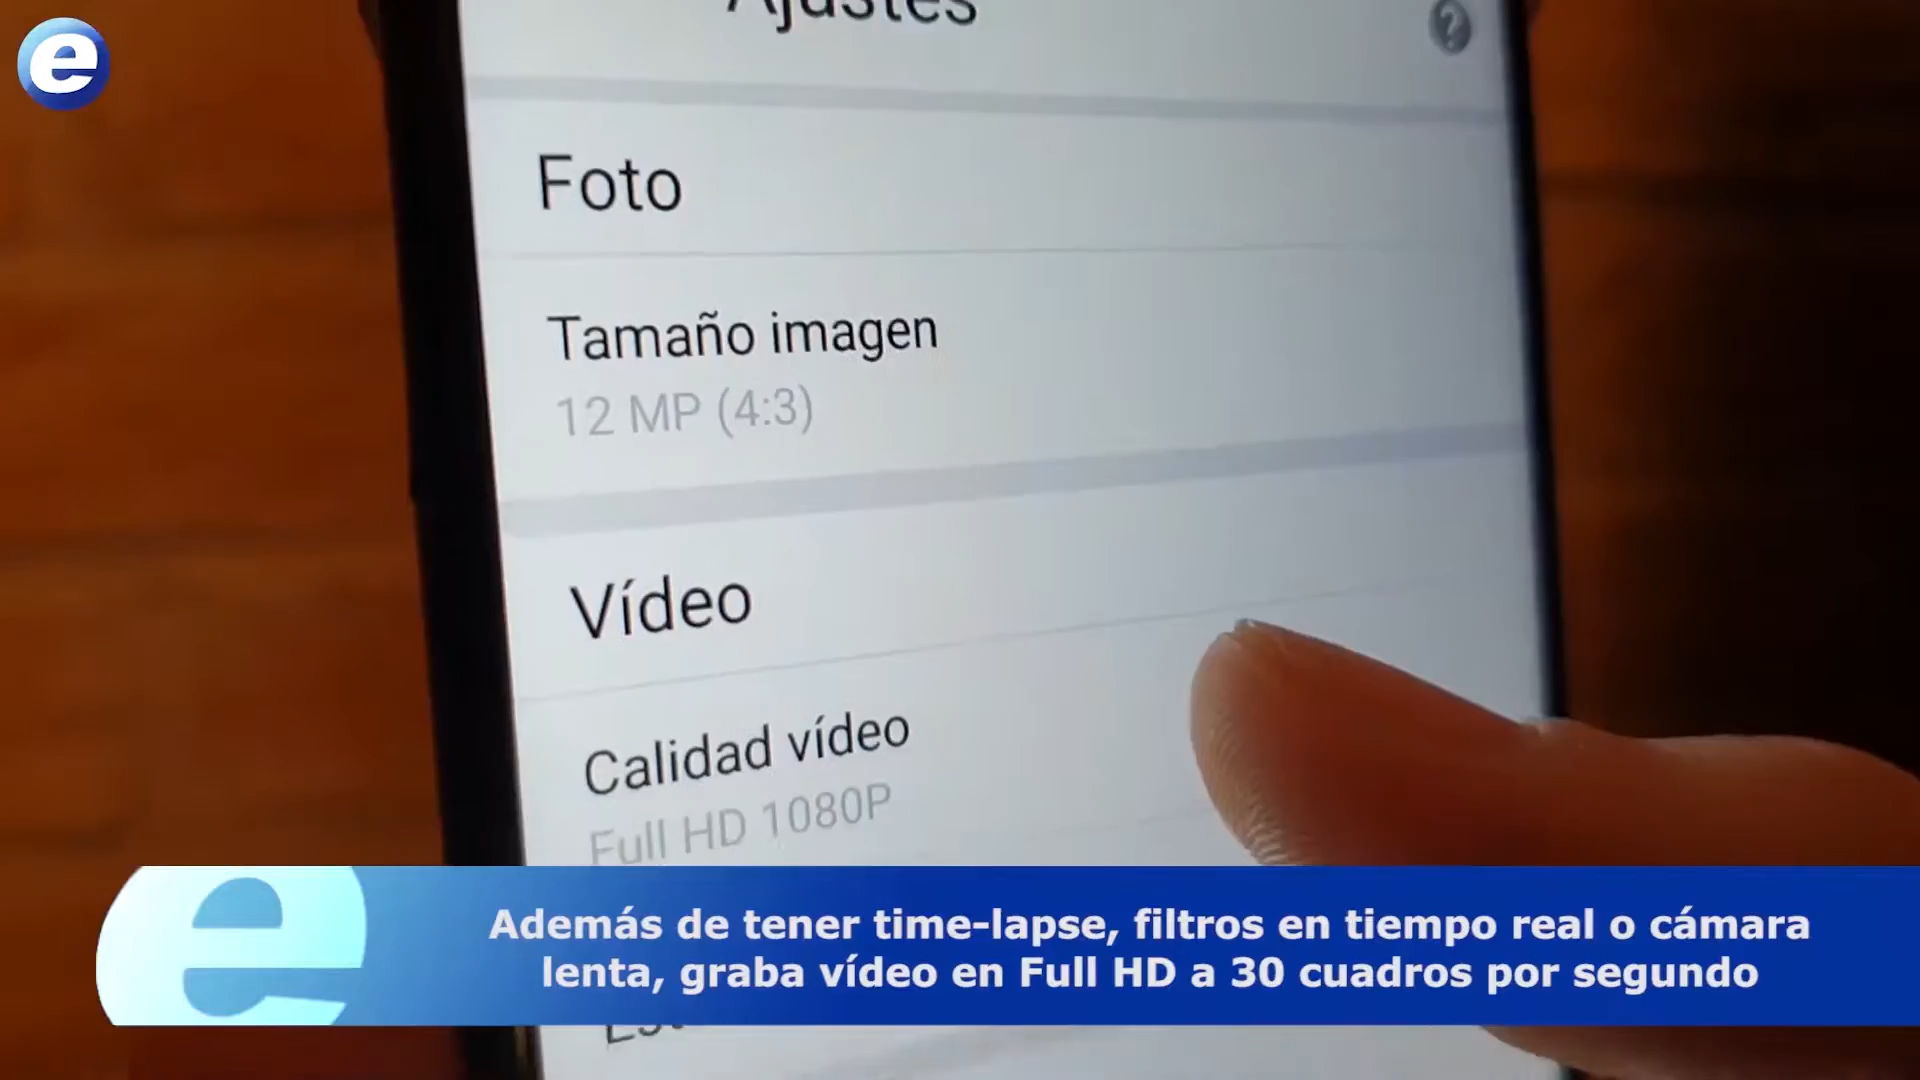 e
Ajustes
?
Foto
Tamaño imagen
12 MP (4:3)
Vídeo
Calidad vídeo
Full HD 1080P
e
Además de tener time-lapse, filtros en tiempo real o cámara
lenta, graba vídeo en Full HD a 30 cuadros por segundo